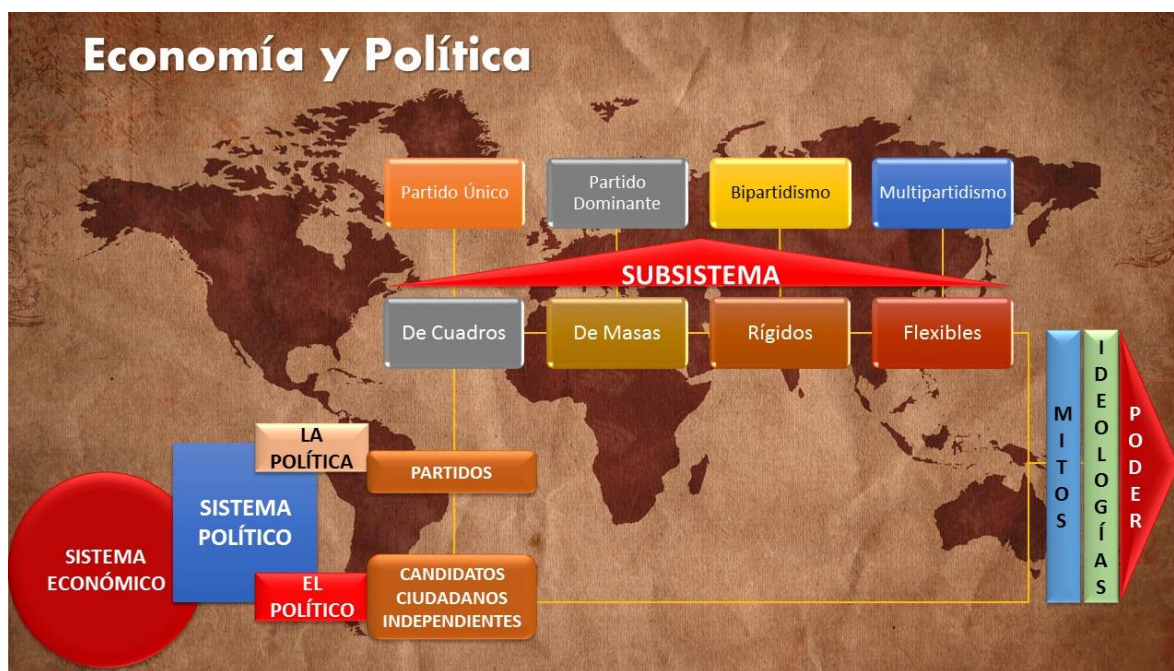 Economía y Política
Partido Único
Partido
Dominante
Bipartidismo
Multipartidismo
SUBSISTEMA
De Cuadros
De Masas
Rígidos
Flexibles
LA
POLÍTICA
PARTIDOS
SISTEMA
POLÍTICO
SISTEMA
ECONÓMICO
EL
POLÍTICO
CANDIDATOS
CIUDADANOS
INDEPENDIENTES
MITOS
IDEOLOGÍAS
PODER